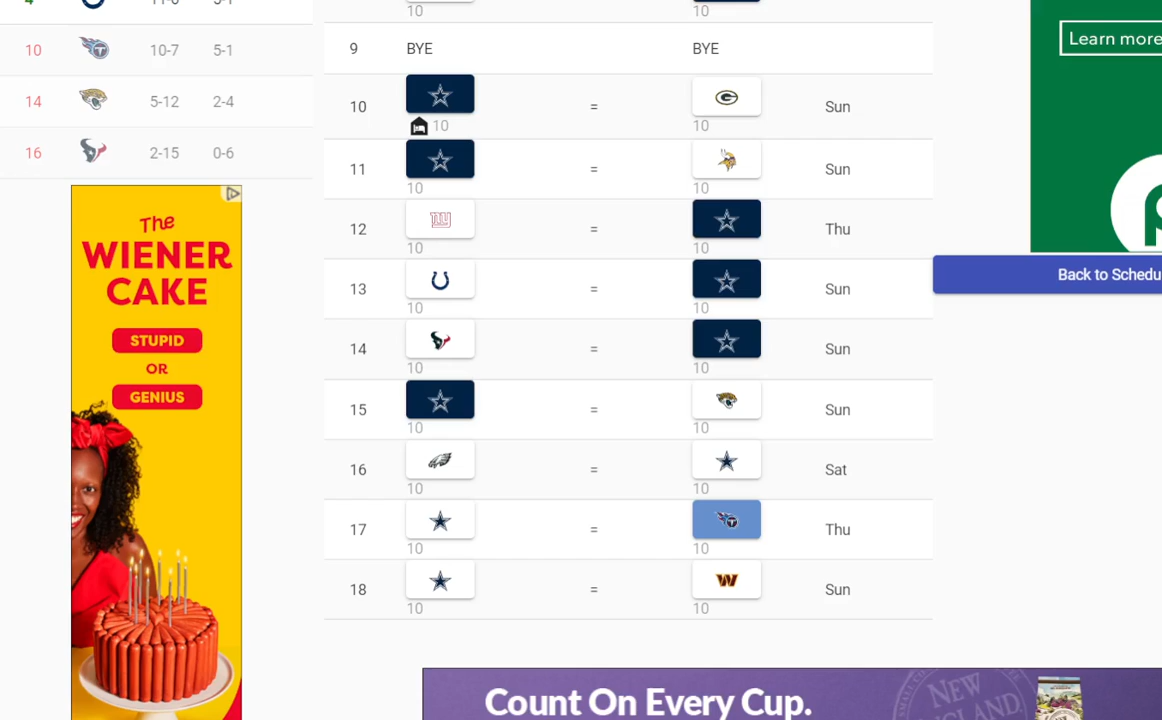 10 10
9 BYE BYE
10 10-7 5-1
14 5-12 2-4
16 2-15 0-6
10 = Sun
10 10
11 = Sun
10 10
12 = Thu
10 10
13 = Sun
10 10
14 = Sun
10 10
15 = Sun
10 10
16 = Sat
10 10
17 = Thu
10 10
18 = Sun
10 10
The
WIENER
CAKE
STUPID
OR
GENIUS
Learn more
Back to Schedu
Count On Every Cup.
NEW
ENGLAND